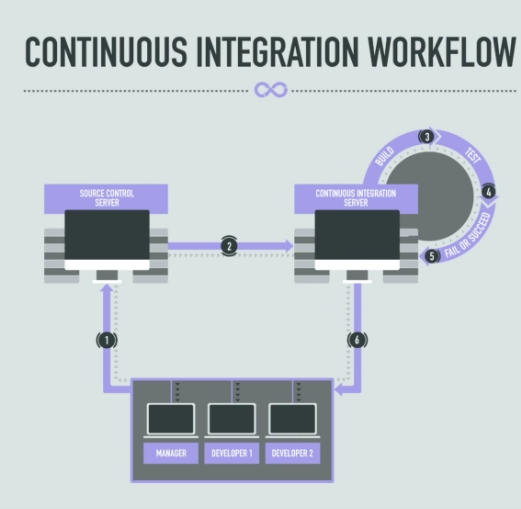 CONTINUOUS INTEGRATION WORKFLOW
SOURCE CONTROL
SERVER
CONTINUOUS INTEGRATION
SERVER
BUILD
3
TEST
4
FAIL OR SUCCEED
5
2
1
6
MANAGER
DEVELOPER 1
DEVELOPER 2